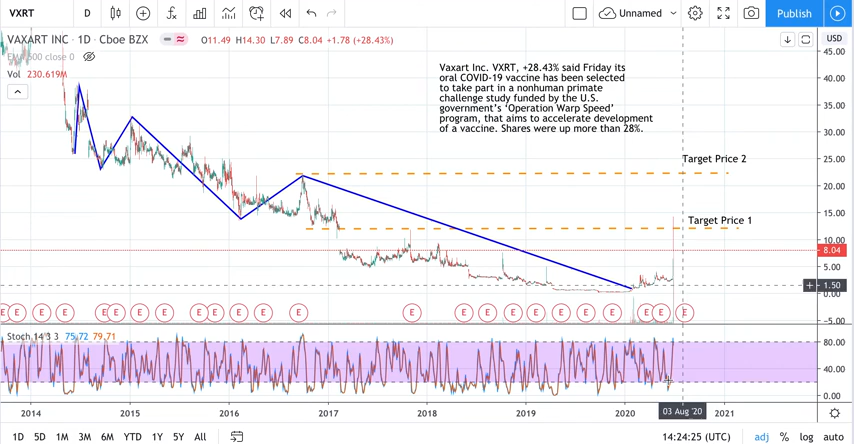 VXRT D Unnamed Publish
VAXART INC · 1D · Cboe BZX O11.49 H14.30 L7.89 C8.04 +1.78 (+28.43%) USD
EMA 500 close 0
Vol 230.619M
Vaxart Inc. VXRT, +28.43% said Friday its
oral COVID-19 vaccine has been selected
to take part in a nonhuman primate
challenge study funded by the U.S.
government's 'Operation Warp Speed'
program, that aims to accelerate development
of a vaccine. Shares were up more than 28%.
Target Price 2
Target Price 1
45.00
40.00
35.00
30.00
25.00
20.00
15.00
10.00
8.04
5.00
1.50
0.00
-5.00
E E E E E E E E E E E E E E E E E E E E E
Stoch 14 3 3 75.72 79.71
80.00
40.00
0.00
2014 2015 2016 2017 2018 2019 2020 03 Aug '20 2021
1D 5D 1M 3M 6M YTD 1Y 5Y All 14:24:25 (UTC) adj % log auto